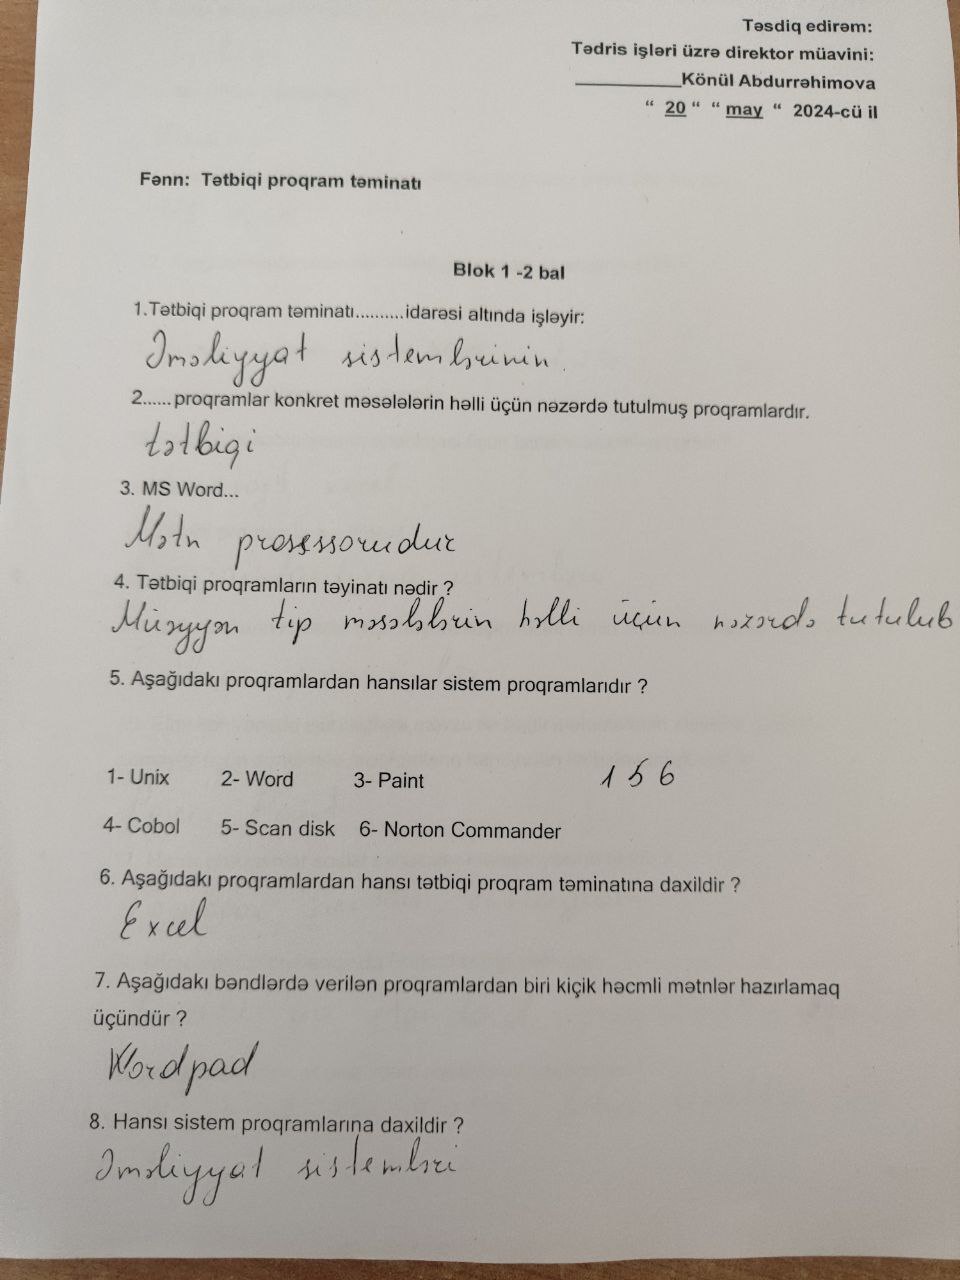 Təsdiq edirəm:
Tədris işləri üzrə direktor müavini:
___________Könül Abdurrəhimova
“ 20 “ “ may “ 2024-cü il
Fənn: Tətbiqi proqram təminatı
Blok 1 -2 bal
1.Tətbiqi proqram təminatı..........idarəsi altında işləyir:
Əməliyyat sistemlərinin.
2......proqramlar konkret məsələlərin həlli üçün nəzərdə tutulmuş proqramlardır.
tətbiqi
3. MS Word...
Mətn prosessorudur
4. Tətbiqi proqramların təyinatı nədir ?
Müəyyən tip məsələlərin həlli üçün nəzərdə tutulub
5. Aşağıdakı proqramlardan hansılar sistem proqramlarıdır ?
1- Unix 2- Word 3- Paint 1 5 6
4- Cobol 5- Scan disk 6- Norton Commander
6. Aşağıdakı proqramlardan hansı tətbiqi proqram təminatına daxildir ?
Excel
7. Aşağıdakı bəndlərdə verilən proqramlardan biri kiçik həcmli mətnlər hazırlamaq
üçündür ?
Wordpad
8. Hansı sistem proqramlarına daxildir ?
Əməliyyat sistemləri